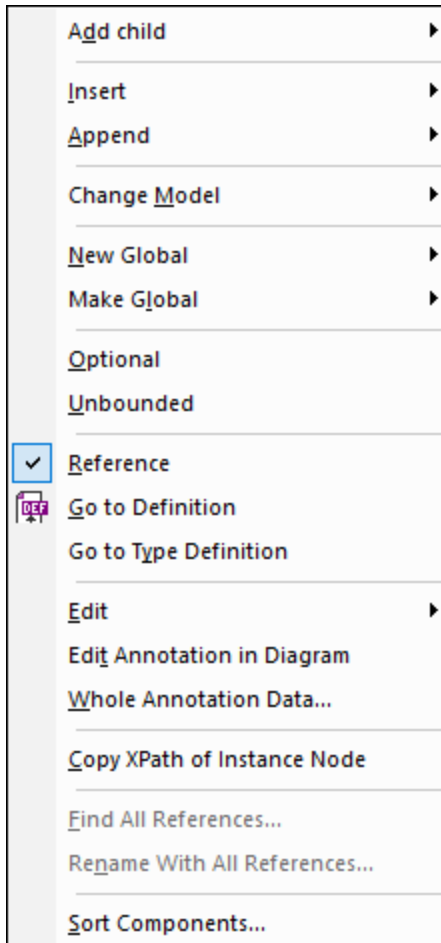 Add child
Insert
Append
Change Model
New Global
Make Global
Optional
Unbounded
Reference
DEF
Go to Definition
Go to Type Definition
Edit
Edit Annotation in Diagram
Whole Annotation Data...
Copy XPath of Instance Node
Find All References...
Rename With All References...
Sort Components...